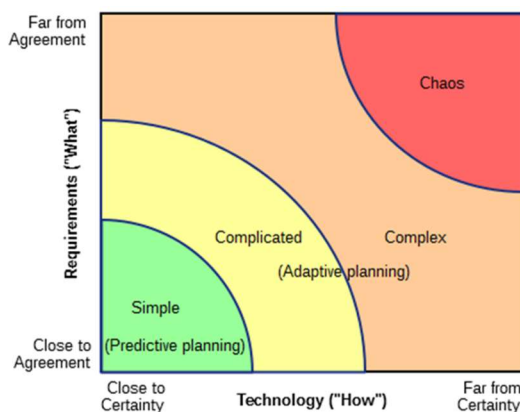 Far from
Agreement
Chaos
Requirements ("What")
Complicated
Complex
(Adaptive planning)
Simple
(Predictive planning)
Close to
Agreement
Close to
Certainty
Technology ("How")
Far from
Certainty